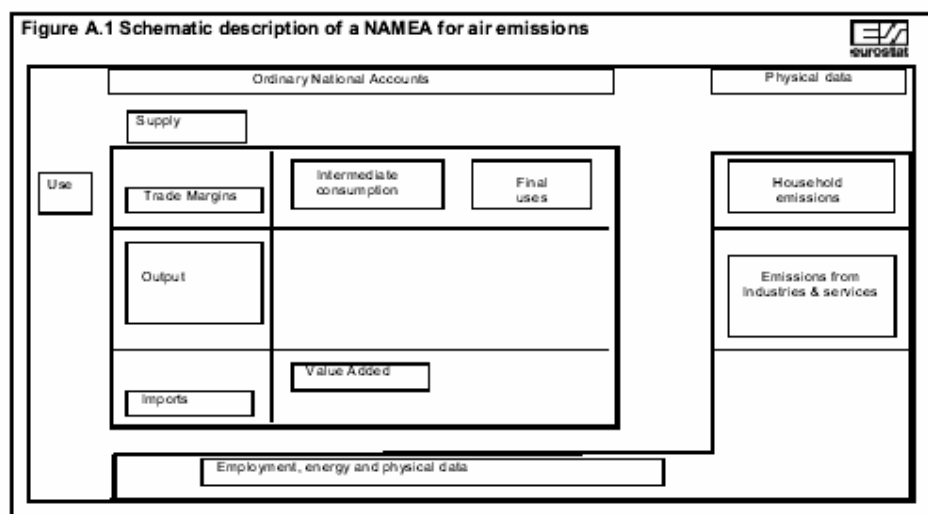 Figure A.1 Schematic description of a NAMEA for air emissions
eurostat
Ordinary National Accounts
Physical data
Supply
Use
Trade Margins
Intermediate
consumption
Final
uses
Household
emissions
Output
Emissions from
Industries & services
Value Added
Imports
Employment, energy and physical data